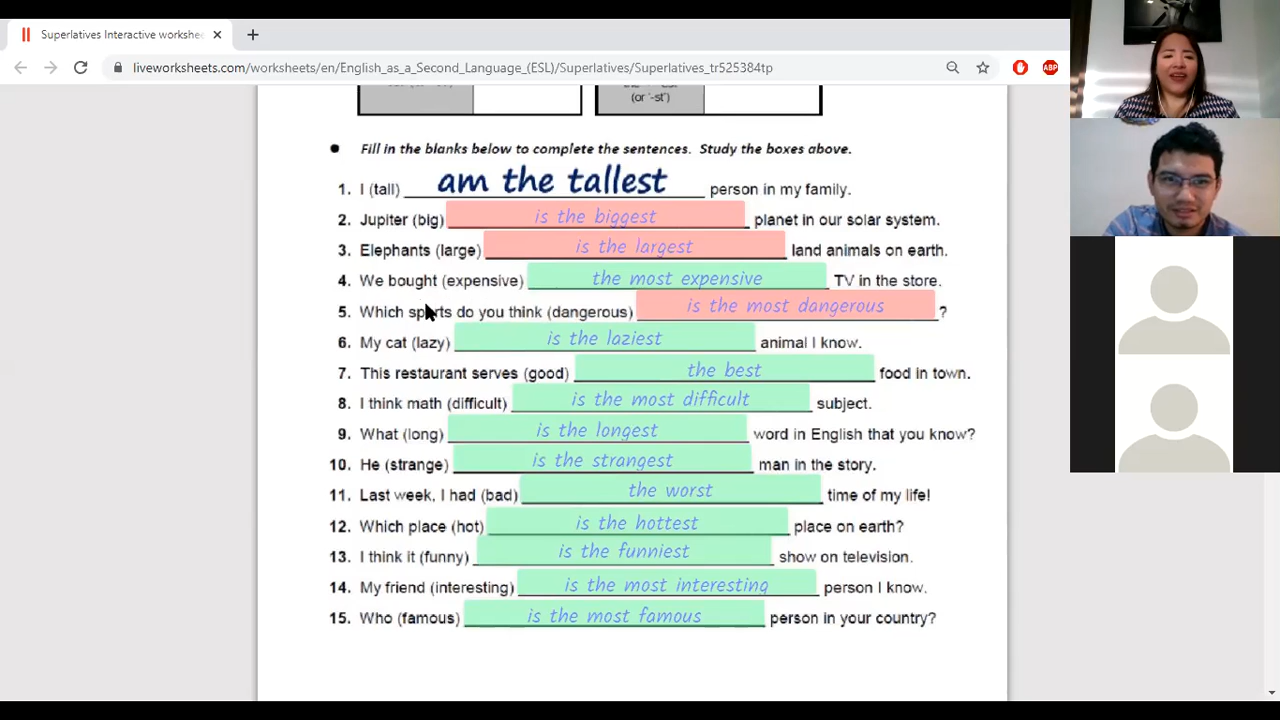 Superlatives Interactive workshe
liveworksheets.com/worksheets/en/English_as_a_Second_Language_(ESL)/Superlatives/Superlatives_tr525384tp
ABP
(or '-st')
● Fill in the blanks below to complete the sentences. Study the boxes above.
1. I (tall) am the tallest person in my family.
2. Jupiter (big) is the biggest planet in our solar system.
3. Elephants (large) is the largest land animals on earth.
4. We bought (expensive) the most expensive TV in the store.
5. Which sports do you think (dangerous) is the most dangerous ?
6. My cat (lazy) is the laziest animal I know.
7. This restaurant serves (good) the best food in town.
8. I think math (difficult) is the most difficult subject.
9. What (long) is the longest word in English that you know?
10. He (strange) is the strangest man in the story.
11. Last week, I had (bad) the worst time of my life!
12. Which place (hot) is the hottest place on earth?
13. I think it (funny) is the funniest show on television.
14. My friend (interesting) is the most interesting person I know.
15. Who (famous) is the most famous person in your country?